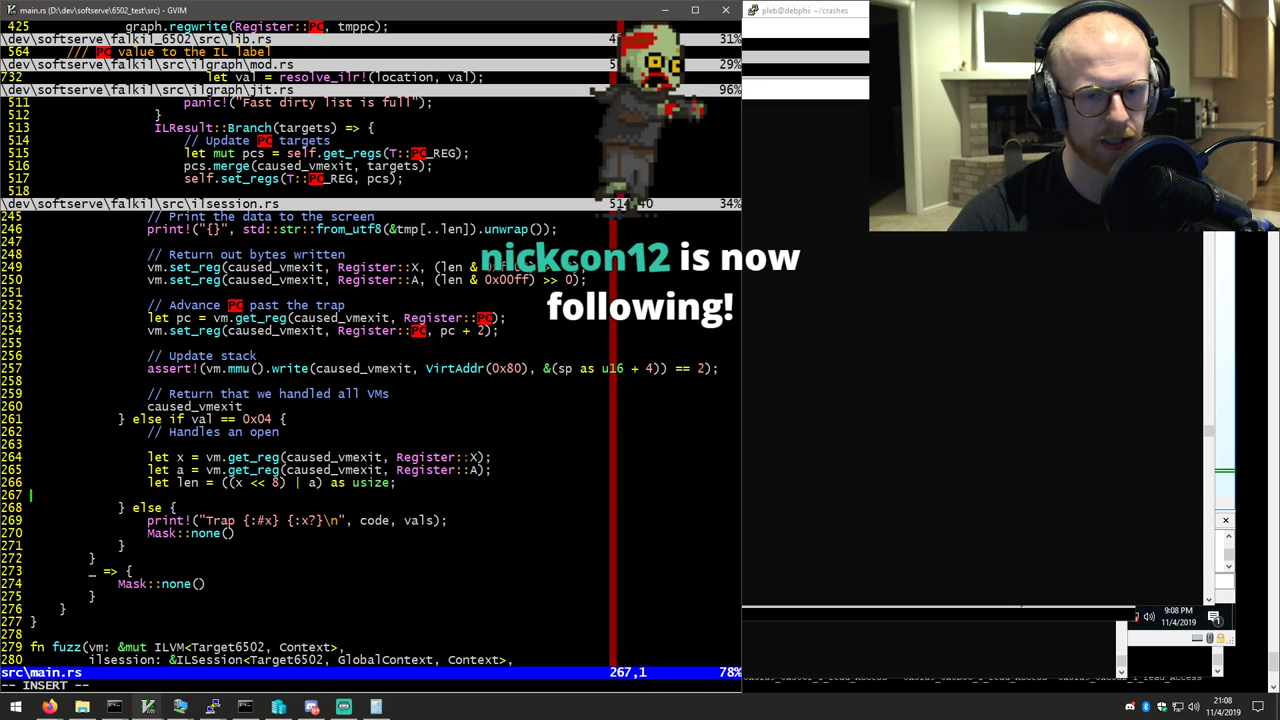 main.rs (D:\dev\softserve\6502_test\src) - GVIM
pleb@debphi: ~/crashes
425 graph.regwrite(Register::PC, tmppc);
\dev\softserve\falkil_6502\src\lib.rs 31%
564 /// PC value to the IL label
\dev\softserve\falkil\src\ilgraph\mod.rs 29%
732 let val = resolve_ilr!(location, val);
\dev\softserve\falkil\src\ilgraph\jit.rs 96%
511 panic!("Fast dirty list is full");
512 }
513 ILResult::Branch(targets) => {
514 // Update PC targets
515 let mut pcs = self.get_regs(T::PC_REG);
516 pcs.merge(caused_vmexit, targets);
517 self.set_regs(T::PC_REG, pcs);
518
\dev\softserve\falkil\src\ilsession.rs 34%
245 // Print the data to the screen
246 print!("{}", std::str::from_utf8(&tmp[..len]).unwrap());
247
248 // Return out bytes written
249 vm.set_reg(caused_vmexit, Register::X, (len &
250 vm.set_reg(caused_vmexit, Register::A, (len & 0x00ff) >> 0);
251
252 // Advance PC past the trap
253 let pc = vm.get_reg(caused_vmexit, Register::PC);
254 vm.set_reg(caused_vmexit, Register::PC, pc + 2);
255
256 // Update stack
257 assert!(vm.mmu().write(caused_vmexit, VirtAddr(0x80), &(sp as u16 + 4)) == 2);
258
259 // Return that we handled all VMs
260 caused_vmexit
261 } else if val == 0x04 {
262 // Handles an open
263
264 let x = vm.get_reg(caused_vmexit, Register::X);
265 let a = vm.get_reg(caused_vmexit, Register::A);
266 let len = ((x << 8) | a) as usize;
267
268 } else {
269 print!("Trap {:#x} {:x?}\n", code, vals);
270 Mask::none()
271 }
272 }
273 _ => {
274 Mask::none()
275 }
276 }
277 }
278
279 fn fuzz(vm: &mut ILVM<Target6502, Context>,
280 ilsession: &ILSession<Target6502, GlobalContext, Context>,
src\main.rs 267,1 78%
-- INSERT --
nickcon12 is now
following!
9:08 PM
11/4/2019
21:08
11/4/2019